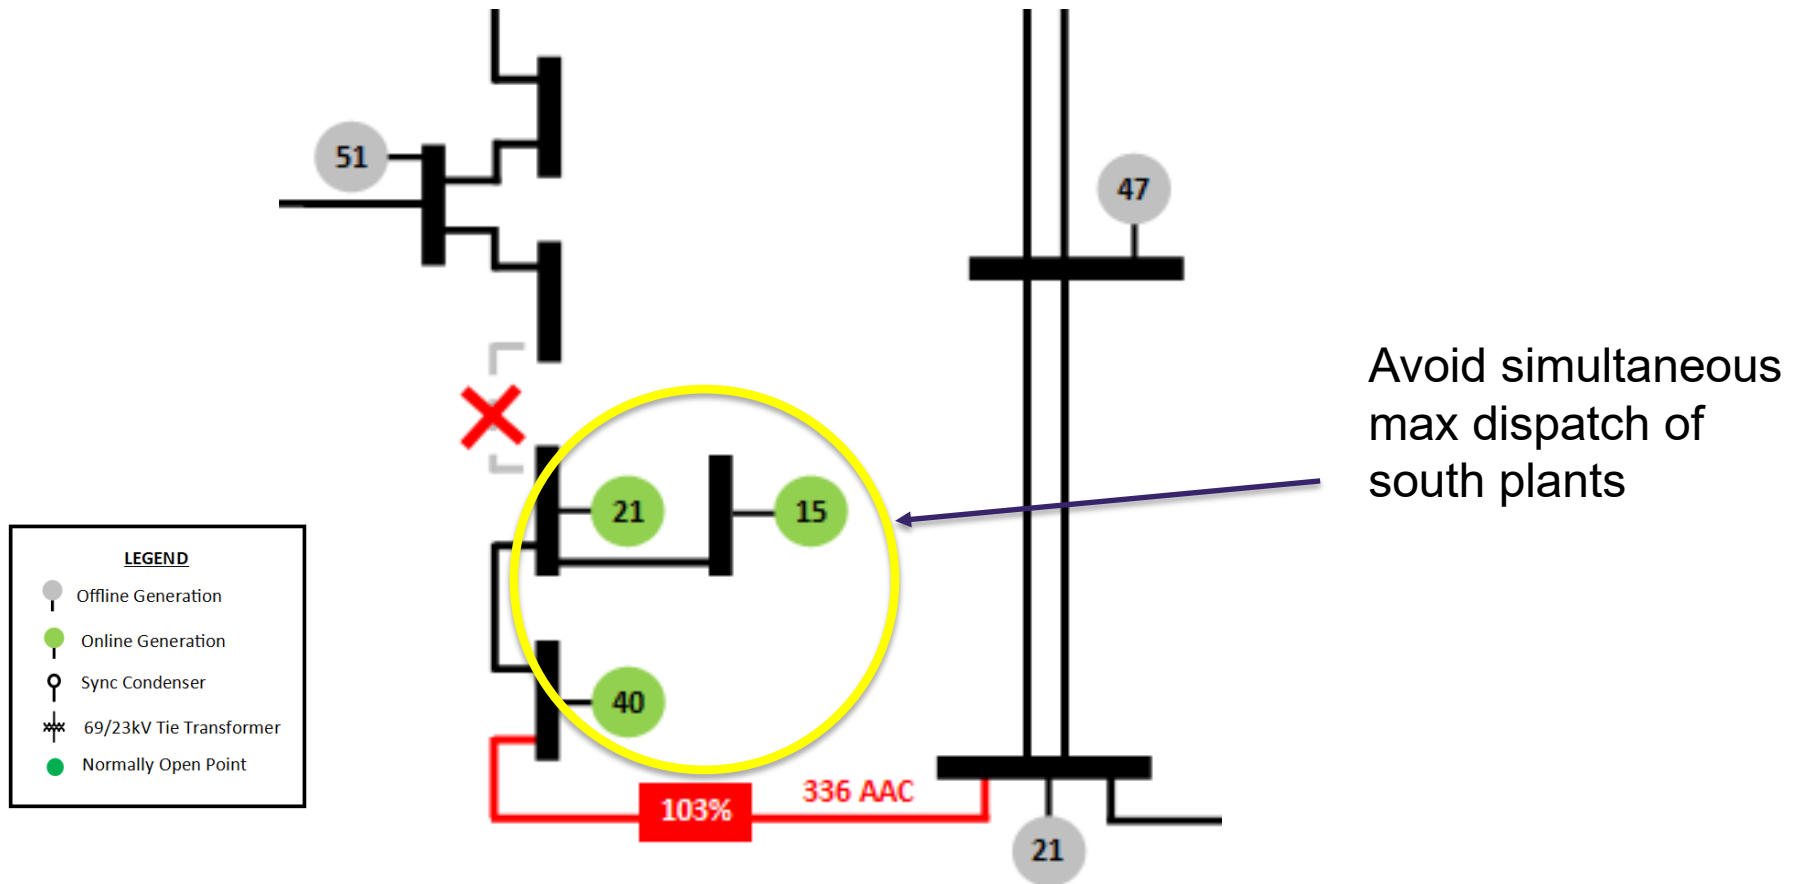 51
47
Avoid simultaneous
max dispatch of
south plants
21
15
LEGEND
Offline Generation
Online Generation
Sync Condenser
69/23kV Tie Transformer
Normally Open Point
40
336 AAC
103%
21